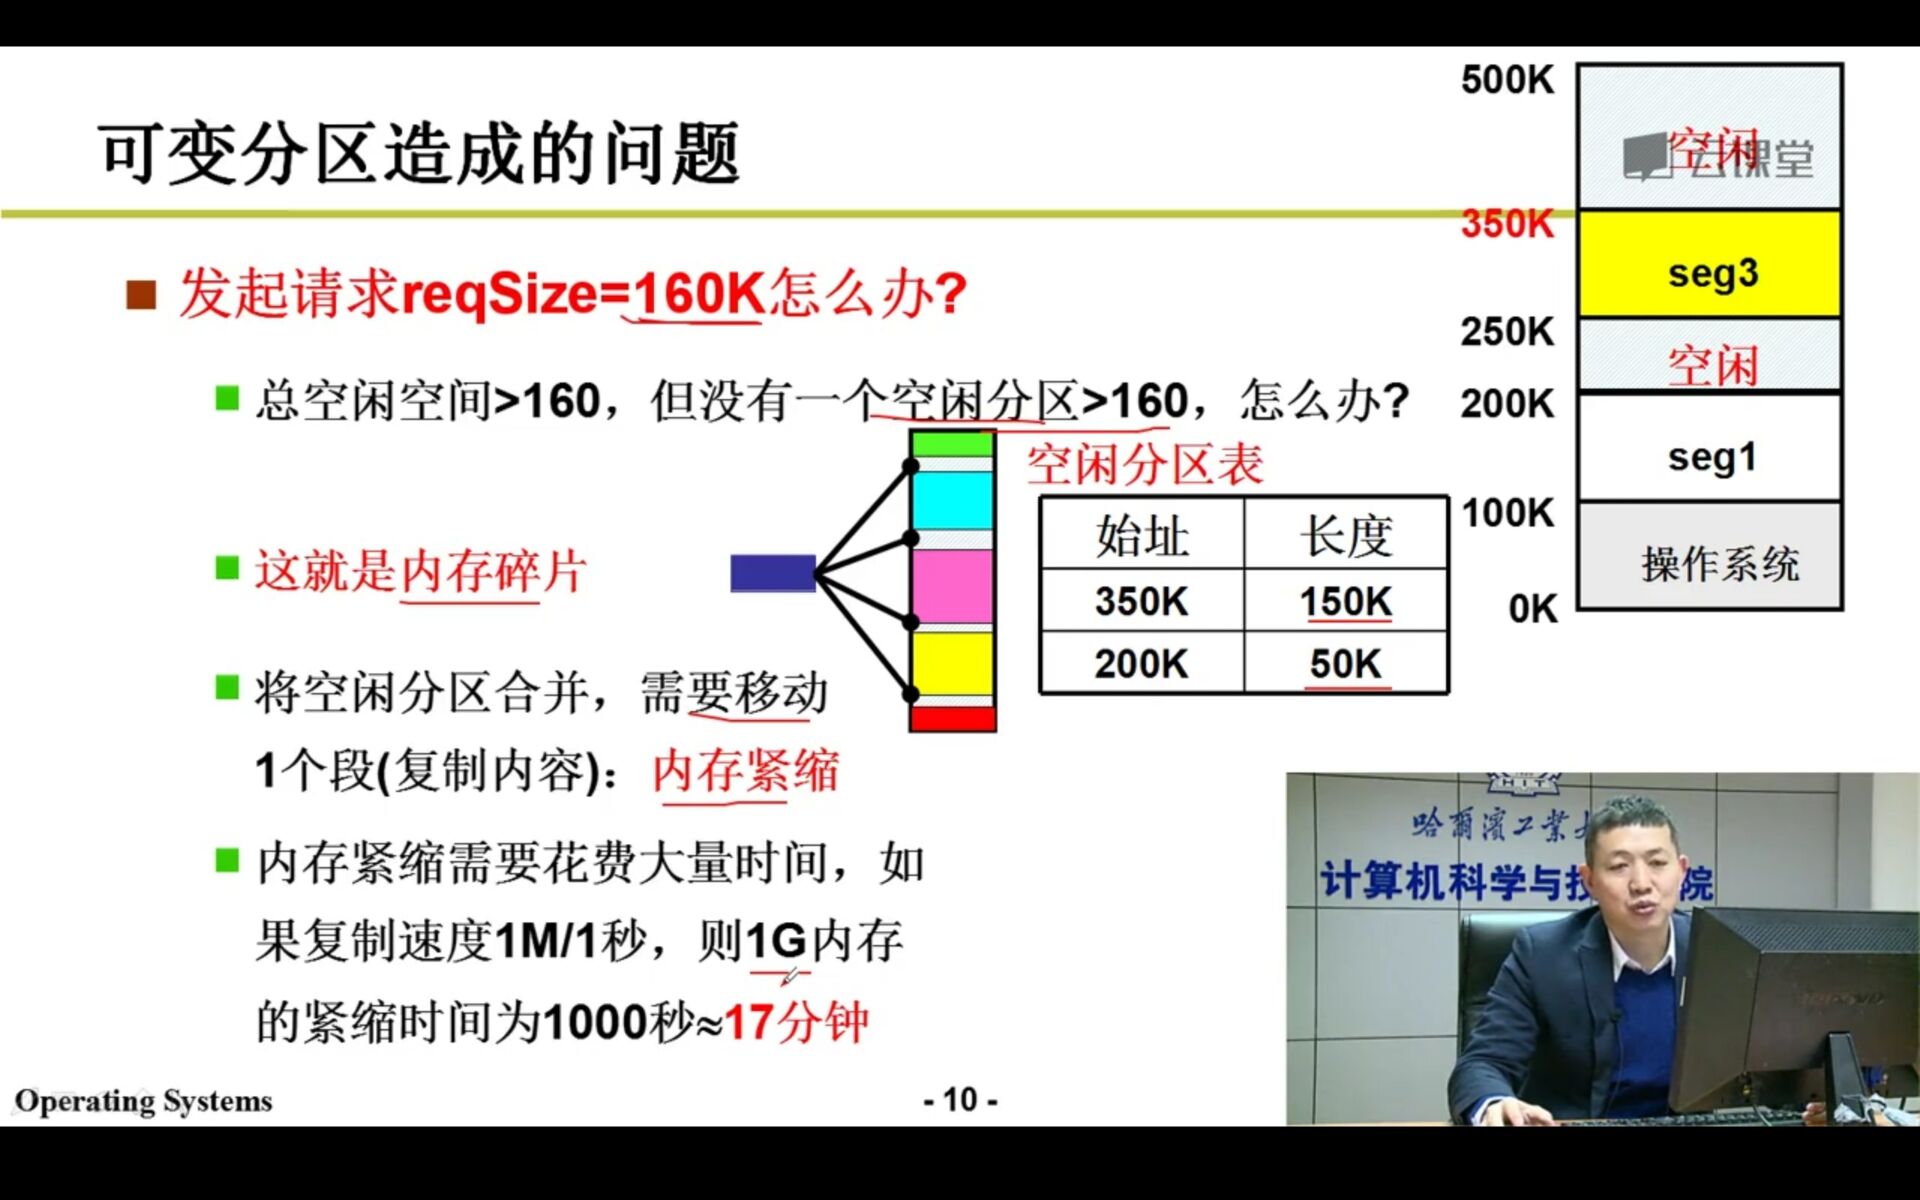 可变分区造成的问题
发起请求reqSize=160K怎么办?
总空闲空间>160，但没有一个空闲分区>160，怎么办?
这就是内存碎片
将空闲分区合并，需要移动
1个段(复制内容)：内存紧缩
内存紧缩需要花费大量时间，如
果复制速度1M/1秒，则1G内存
的紧缩时间为1000秒≈17分钟
空闲分区表
始址 长度
350K 150K
200K 50K
500K
空闲
云课堂
350K
seg3
250K
空闲
200K
seg1
100K
操作系统
0K
哈爾濱工業
计算机科学与技
院
Operating Systems
- 10 -